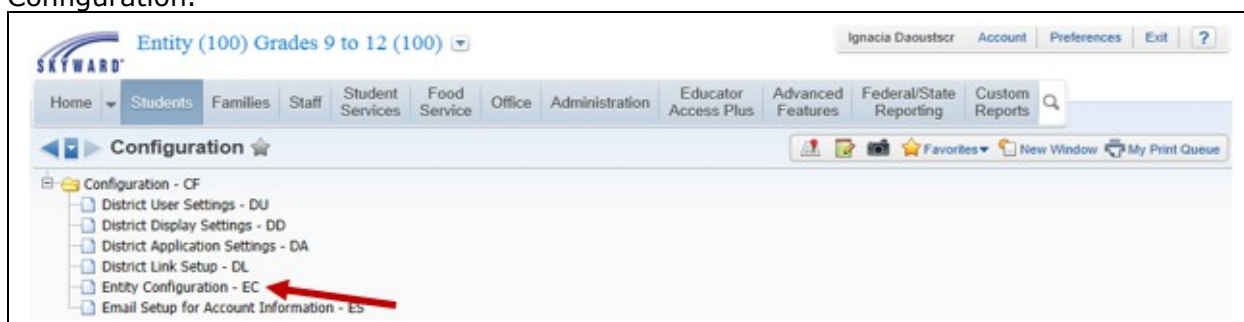 Configuration.
Entity (100) Grades 9 to 12 (100)
Ignacia Daoustscr Account Preferences Exit ?
SKYWARD
Home Students Families Staff Student Services Food Service Office Administration Educator Access Plus Advanced Features Federal/State Reporting Custom Reports
Configuration
Favorites New Window My Print Queue
Configuration - CF
District User Settings - DU
District Display Settings - DD
District Application Settings - DA
District Link Setup - DL
Entity Configuration - EC
Email Setup for Account Information - ES